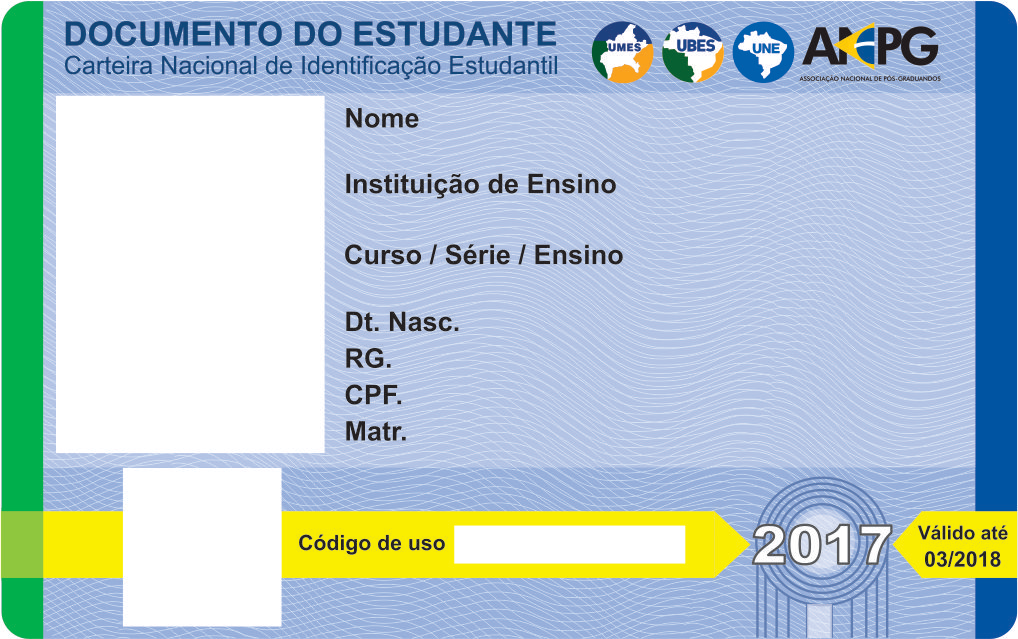 DOCUMENTO DO ESTUDANTE
Carteira Nacional de Identificação Estudantil
UMES
UBES
UNE
ANPG
ASSOCIAÇÃO NACIONAL DE PÓS-GRADUANDOS
Nome
Instituição de Ensino
Curso / Série / Ensino
Dt. Nasc.
RG.
CPF.
Matr.
Código de uso
2017
Válido até
03/2018